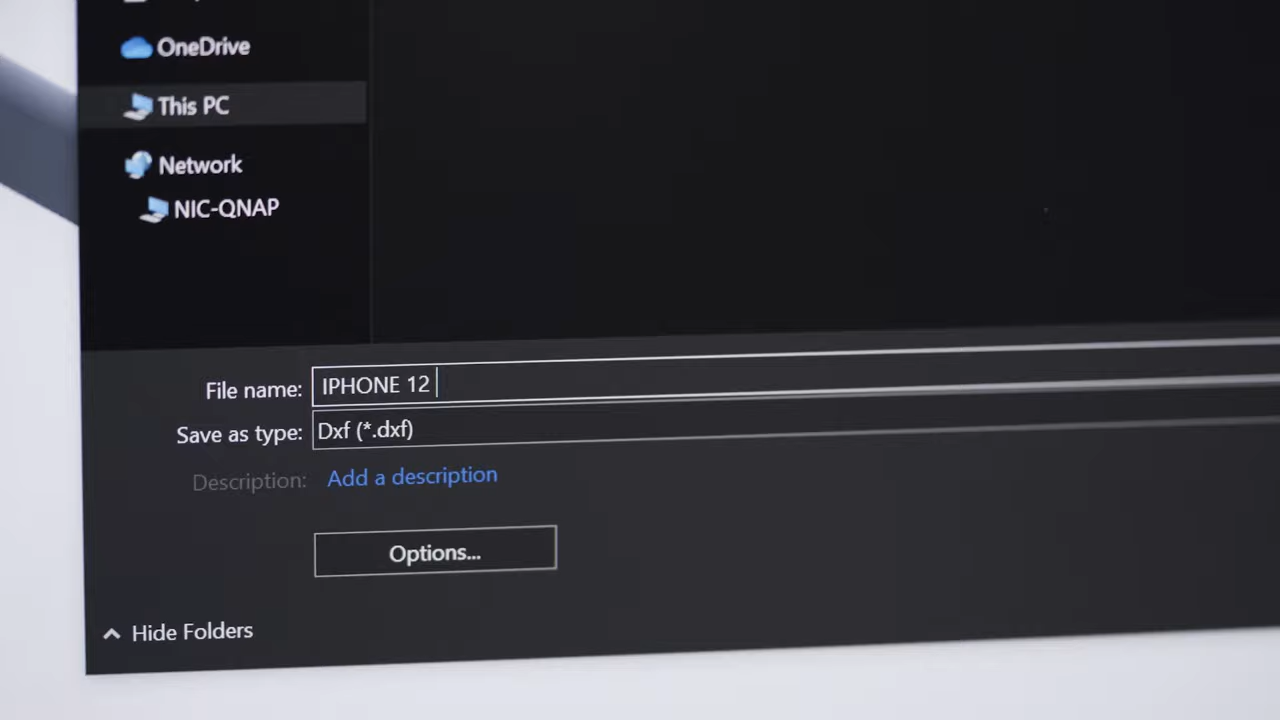 OneDrive
This PC
Network
NIC-QNAP
File name: IPHONE 12
Save as type: Dxf (*.dxf)
Description: Add a description
Options...
Hide Folders